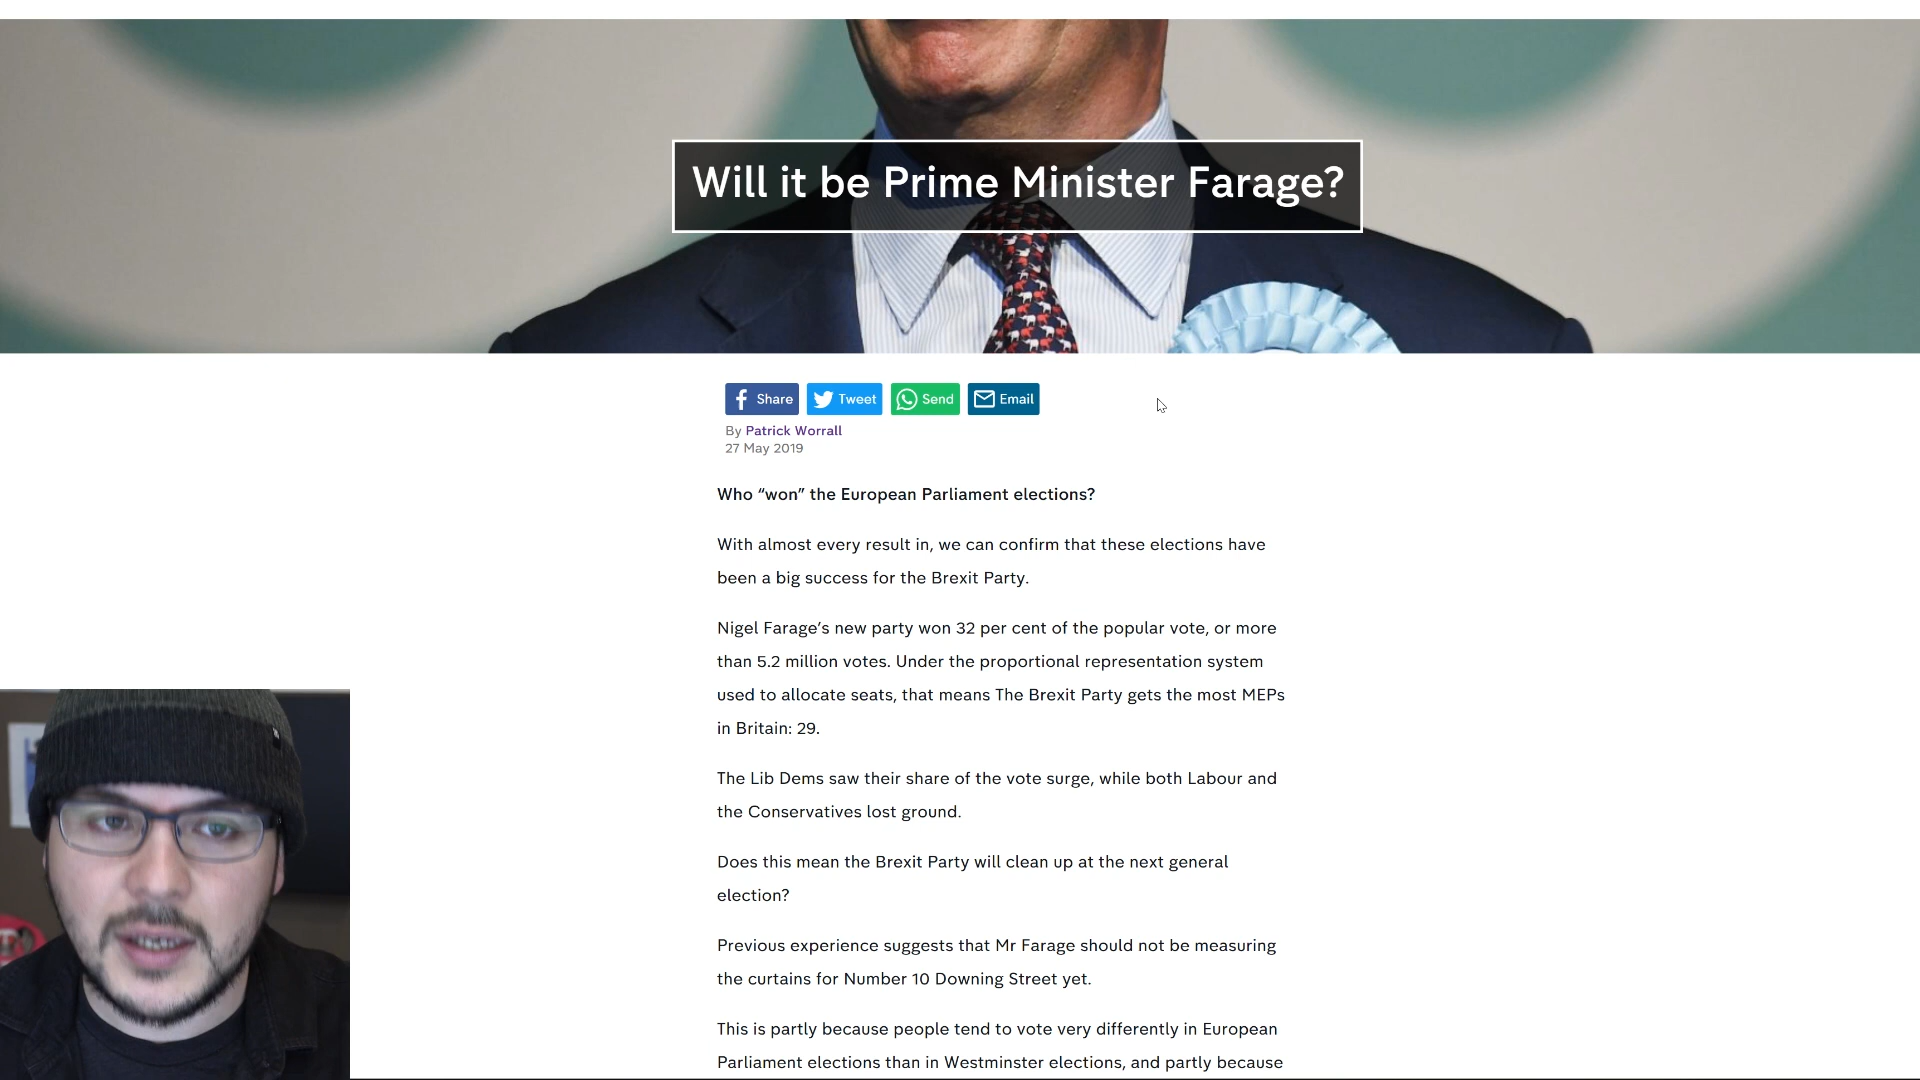 Will it be Prime Minister Farage?
Share Tweet Send Email
By Patrick Worrall
27 May 2019
Who “won” the European Parliament elections?
With almost every result in, we can confirm that these elections have
been a big success for the Brexit Party.
Nigel Farage’s new party won 32 per cent of the popular vote, or more
than 5.2 million votes. Under the proportional representation system
used to allocate seats, that means The Brexit Party gets the most MEPs
in Britain: 29.
The Lib Dems saw their share of the vote surge, while both Labour and
the Conservatives lost ground.
Does this mean the Brexit Party will clean up at the next general
election?
Previous experience suggests that Mr Farage should not be measuring
the curtains for Number 10 Downing Street yet.
This is partly because people tend to vote very differently in European
Parliament elections than in Westminster elections, and partly because